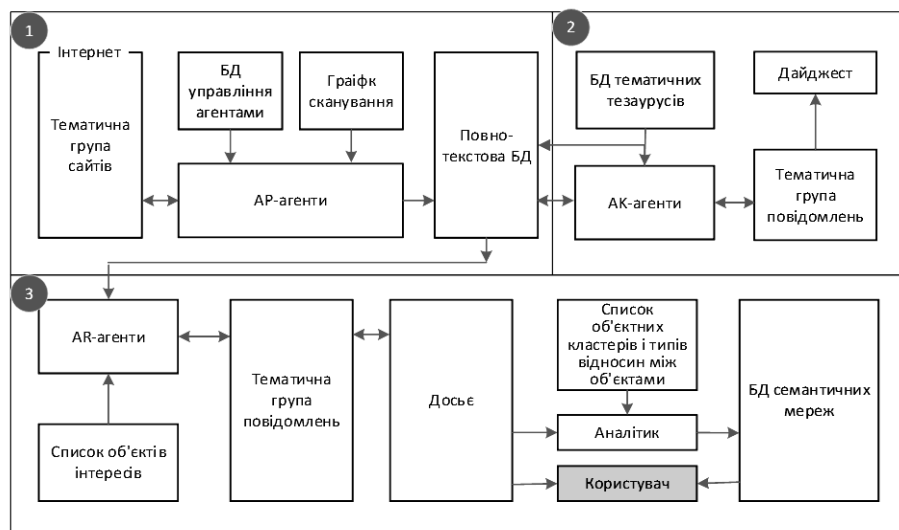 1
Інтернет
Тематична
група
сайтів
БД
управління
агентами
Граіфк
сканування
АР-агенти
Повно-
текстова БД
2
БД тематичних
тезаурусів
Дайджест
АК-агенти
Тематична
група
повідомлень
3
AR-агенти
Список об'єктів
інтересів
Тематична
група
повідомлень
Досьє
Список
об'єктних
кластерів і типів
відносин між
об'єктами
Аналітик
Користувач
БД семантичних
мереж